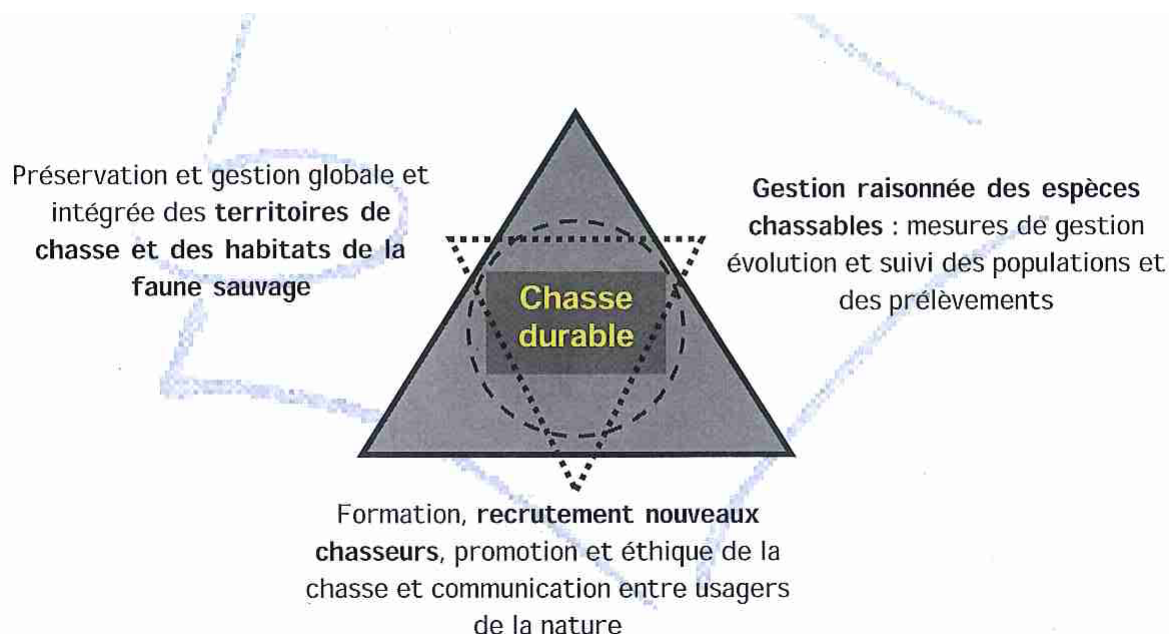 Préservation et gestion globale et
intégrée des territoires de
chasse et des habitats de la
faune sauvage
Gestion raisonnée des espèces
chassables : mesures de gestion
évolution et suivi des populations et
des prélèvements
Chasse
durable
Formation, recrutement nouveaux
chasseurs, promotion et éthique de la
chasse et communication entre usagers
de la nature